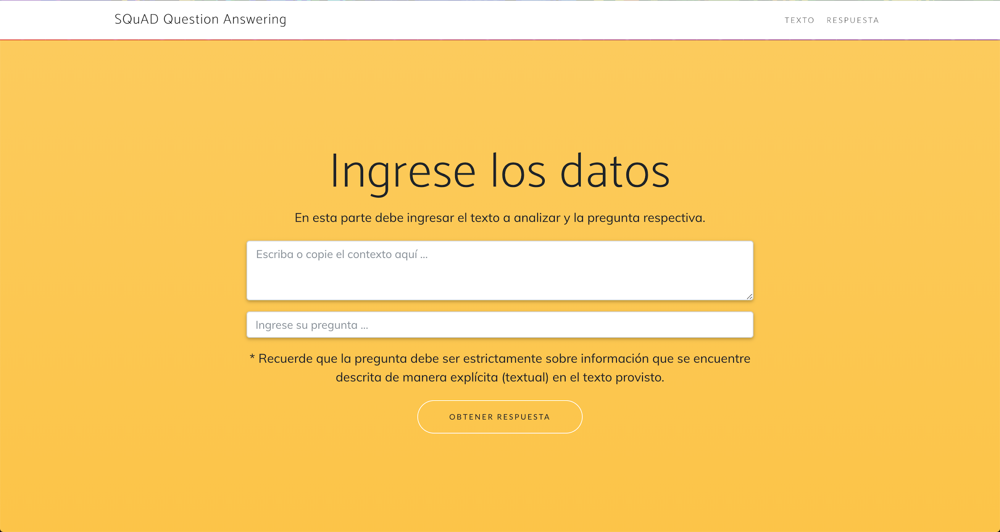 SQuAD Question Answering
TEXTO RESPUESTA
Ingrese los datos
En esta parte debe ingresar el texto a analizar y la pregunta respectiva.
Escriba o copie el contexto aquí ...
Ingrese su pregunta ...
* Recuerde que la pregunta debe ser estrictamente sobre información que se encuentre
descrita de manera explícita (textual) en el texto provisto.
OBTENER RESPUESTA